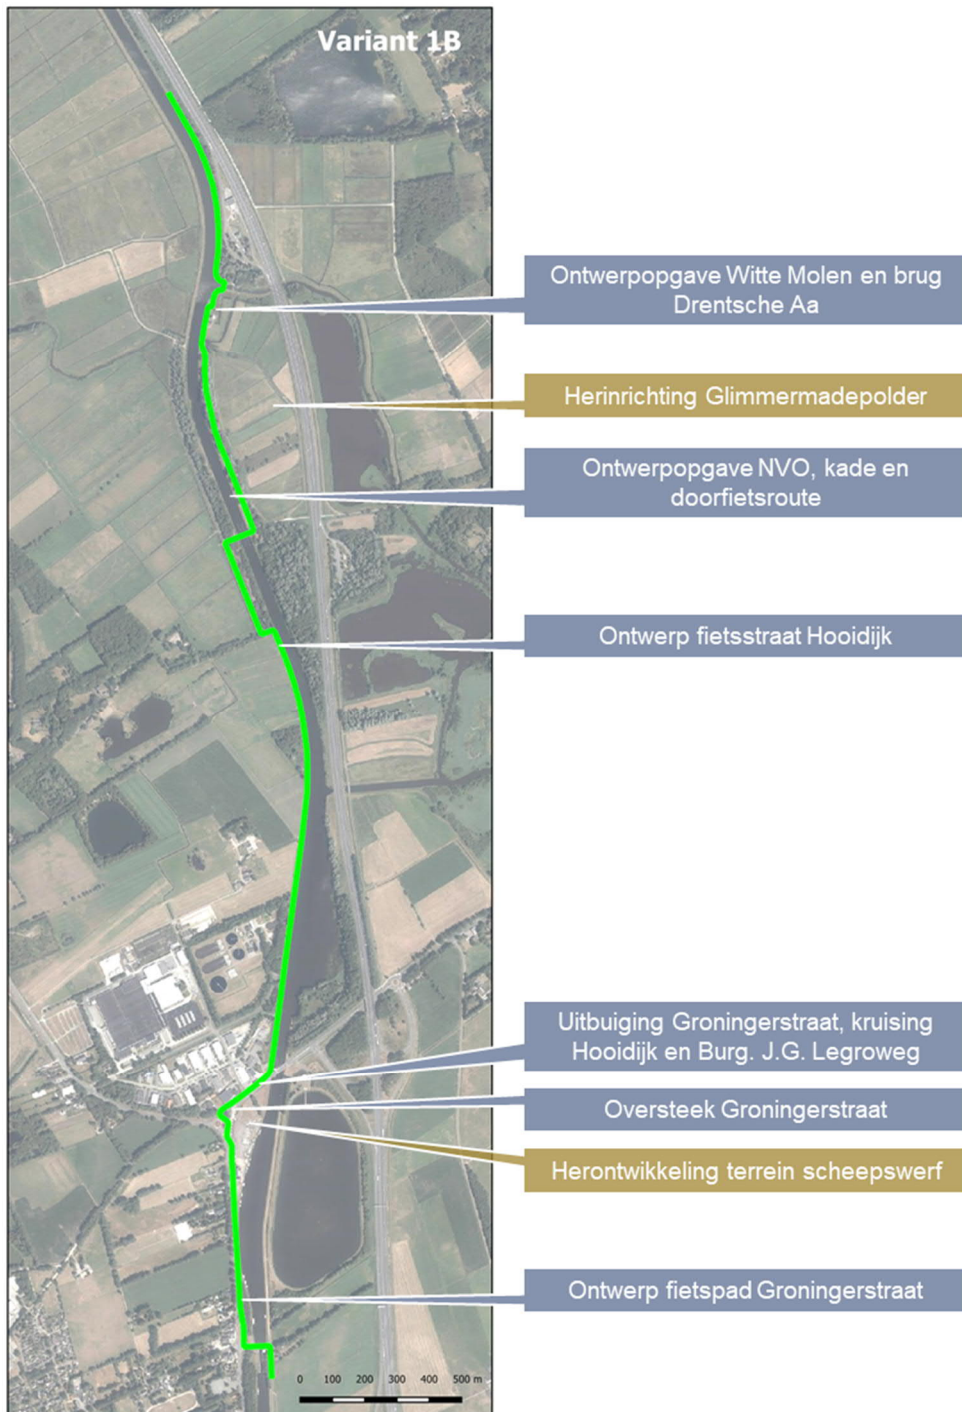 Variant 1B
Ontwerpopgave Witte Molen en brug
Drentsche Aa
Herinrichting Glimmermadepolder
Ontwerpopgave NVO, kade en
doorfietsroute
Ontwerp fietsstraat Hooidijk
Uitbuiging Groningerstraat, kruising
Hooidijk en Burg. J.G. Legroweg
Oversteek Groningerstraat
Herontwikkeling terrein scheepswerf
Ontwerp fietspad Groningerstraat
0 100 200 300 400 500 m